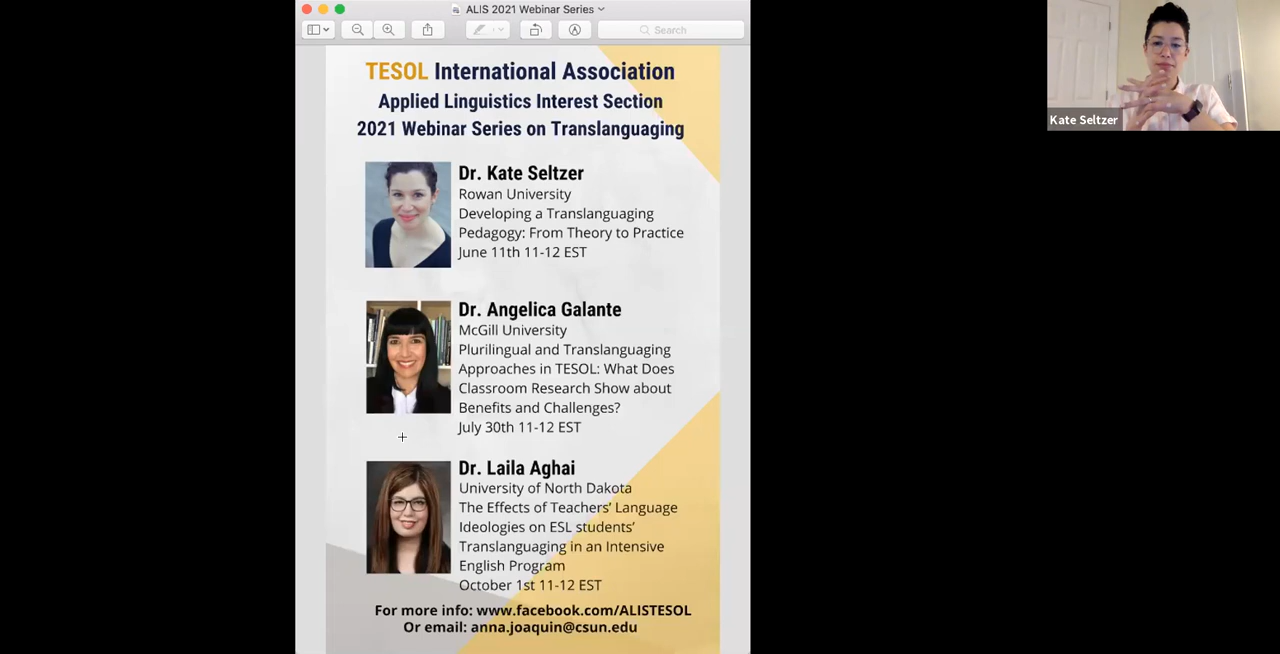 ALIS 2021 Webinar Series
Search
TESOL International Association
Applied Linguistics Interest Section
2021 Webinar Series on Translanguaging
Dr. Kate Seltzer
Rowan University
Developing a Translanguaging
Pedagogy: From Theory to Practice
June 11th 11-12 EST
Dr. Angelica Galante
McGill University
Plurilingual and Translanguaging
Approaches in TESOL: What Does
Classroom Research Show about
Benefits and Challenges?
July 30th 11-12 EST
Dr. Laila Aghai
University of North Dakota
The Effects of Teachers’ Language
Ideologies on ESL students’
Translanguaging in an Intensive
English Program
October 1st 11-12 EST
For more info: www.facebook.com/ALISTESOL
Or email: anna.joaquin@csun.edu
Kate Seltzer